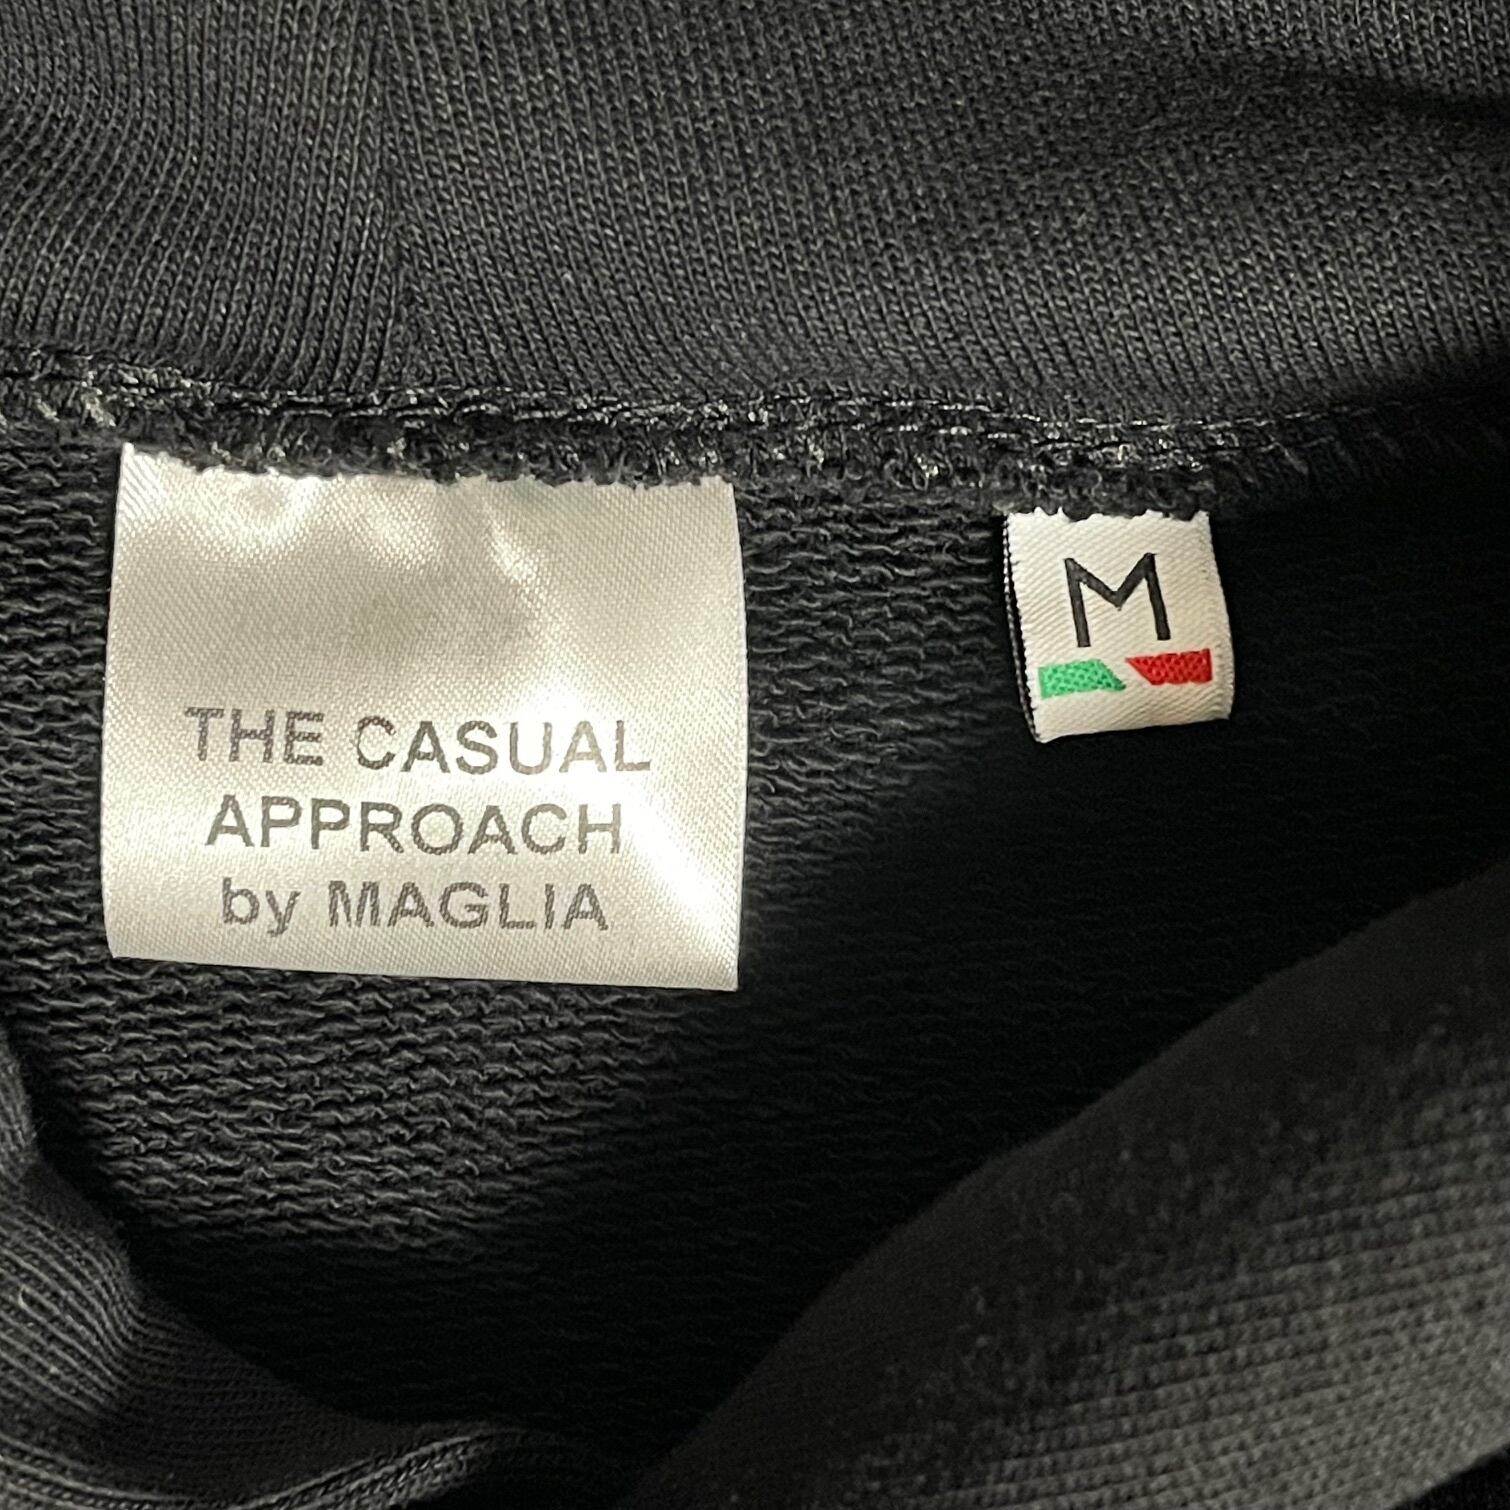 THE CASUAL
APPROACH
by MAGLIA
M